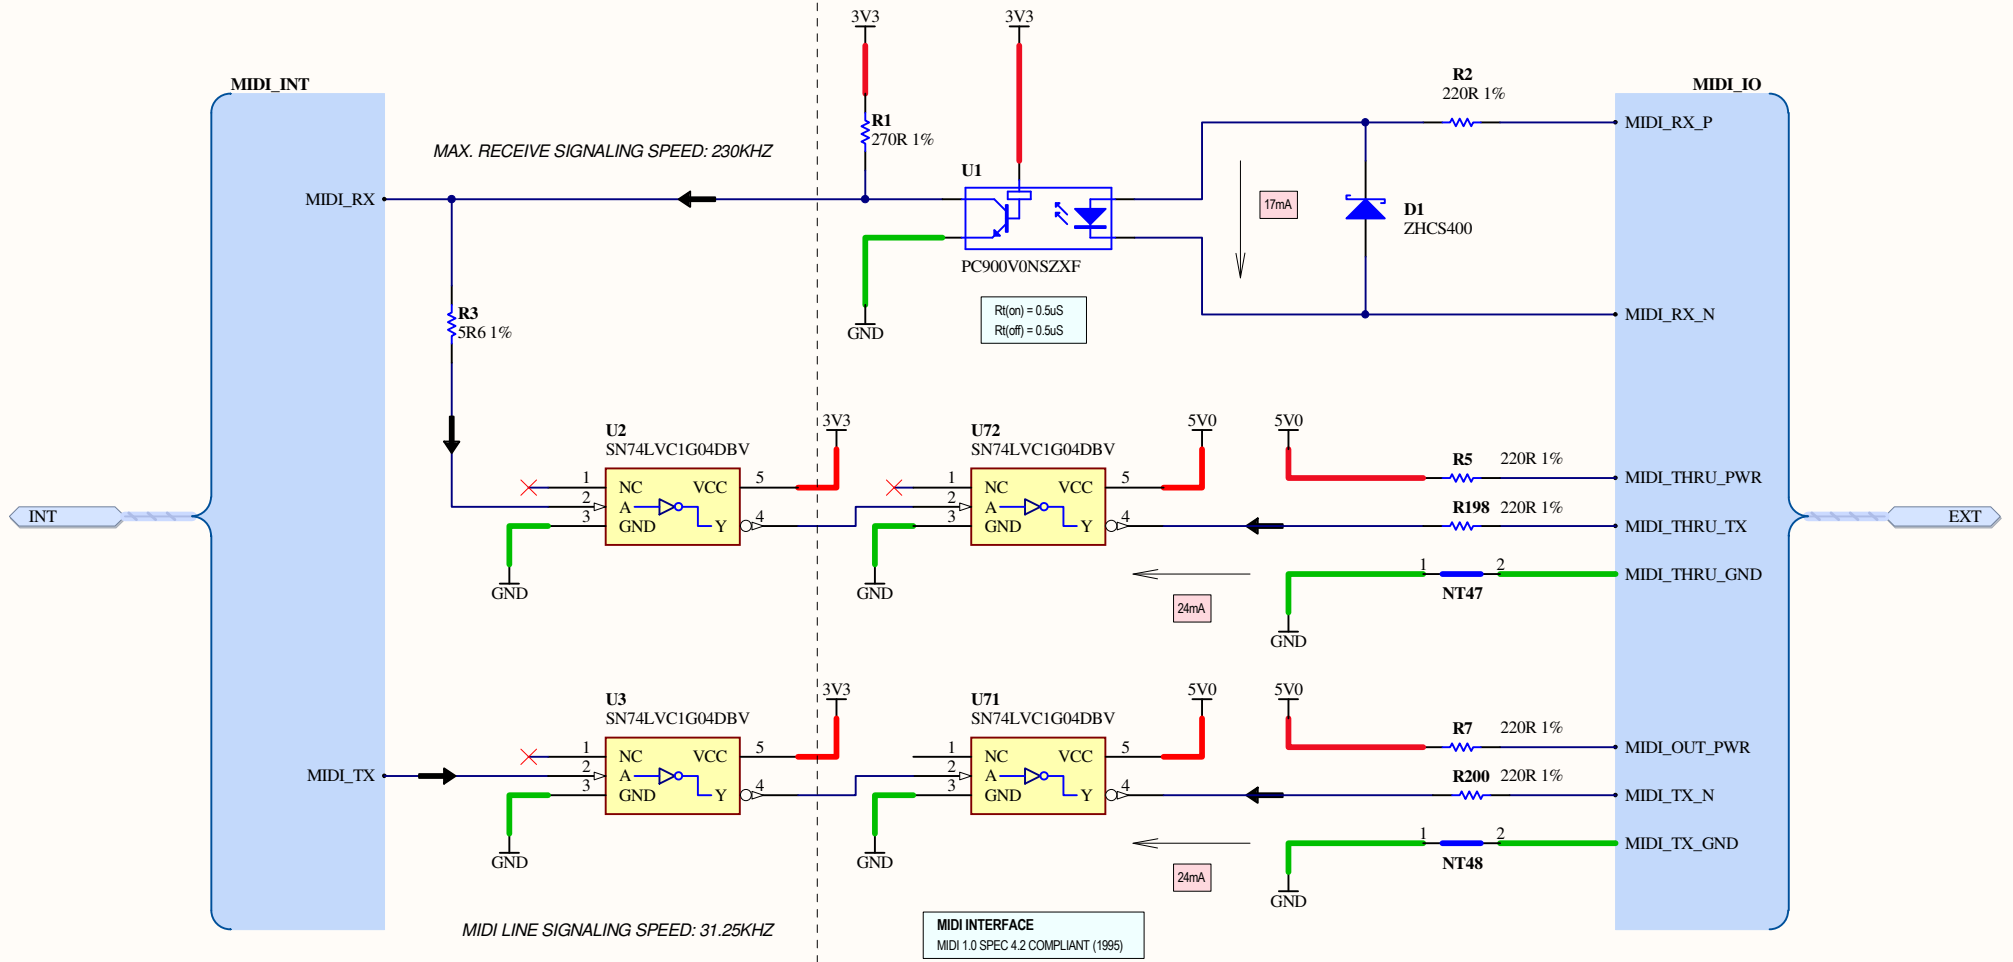 3V3
3V3
MIDI_INT
R2
220R 1%
MIDI_IO
R1
270R 1%
MIDI_RX_P
MAX. RECEIVE SIGNALING SPEED: 230KHZ
U1
MIDI_RX
17mA
D1
ZHCS400
PC900V0NSZXF
R3
5R6 1%
GND
Rt(on) = 0.5uS
Rt(off) = 0.5uS
MIDI_RX_N
U2
SN74LVC1G04DBV
3V3
U72
SN74LVC1G04DBV
5V0
5V0
R5 220R 1%
1 NC VCC 5
2 A
3 GND Y 4
1 NC VCC 5
2 A
3 GND Y 4
MIDI_THRU_PWR
R198 220R 1%
MIDI_THRU_TX
INT
EXT
1 2
NT47
MIDI_THRU_GND
GND
GND
24mA
GND
U3
SN74LVC1G04DBV
3V3
U71
SN74LVC1G04DBV
5V0
5V0
R7 220R 1%
1 NC VCC 5
2 A
3 GND Y 4
1 NC VCC 5
2 A
3 GND Y 4
MIDI_OUT_PWR
MIDI_TX
R200 220R 1%
MIDI_TX_N
1 2
NT48
MIDI_TX_GND
GND
GND
24mA
GND
MIDI LINE SIGNALING SPEED: 31.25KHZ
MIDI INTERFACE
MIDI 1.0 SPEC 4.2 COMPLIANT (1995)